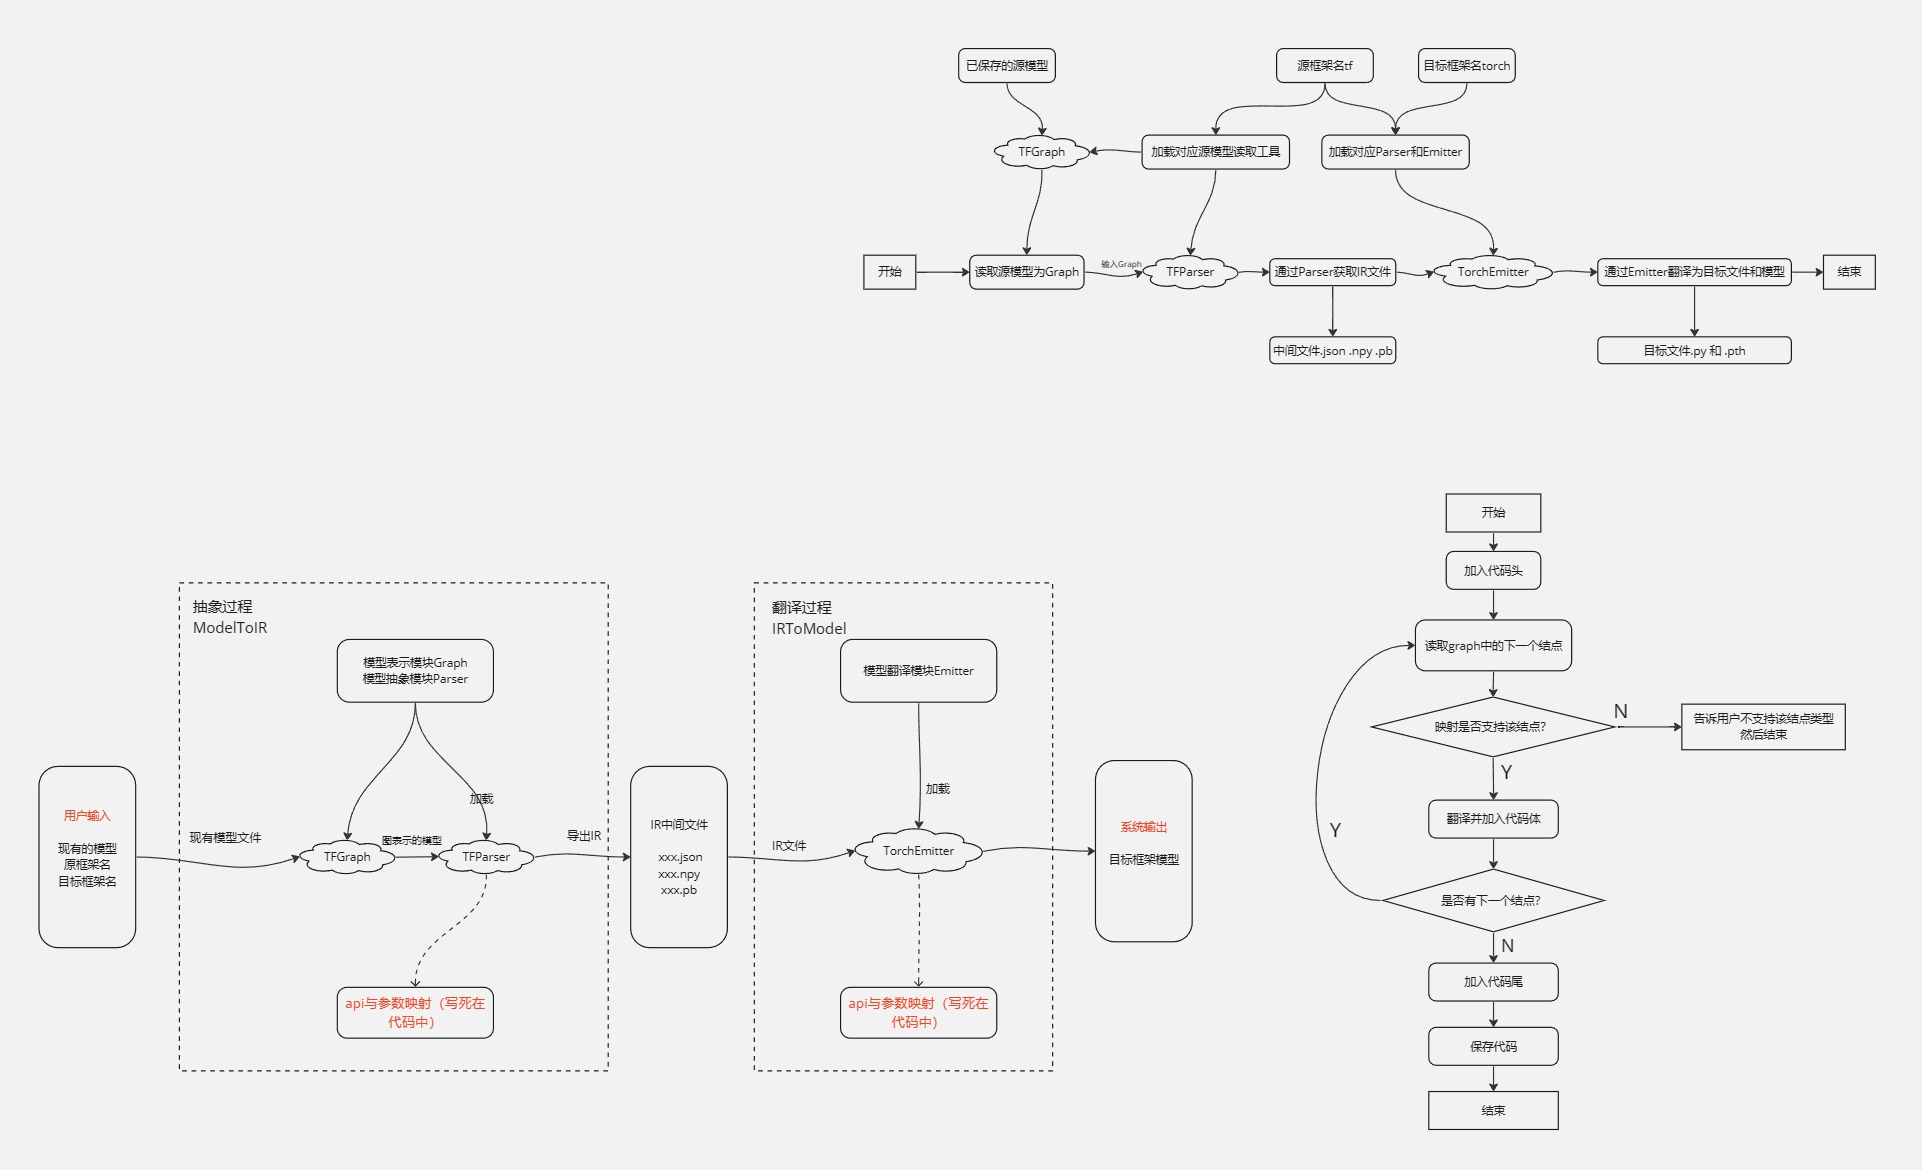 已保存的源模型
源框架名tf
目标框架名torch
TFGraph
加载对应源模型读取工具
加载对应Parser和Emitter
开始
读取源模型为Graph
输入Graph
TFParser
通过Parser获取IR文件
TorchEmitter
通过Emitter翻译为目标文件和模型
结束
中间文件.json .npy .pb
目标文件.py 和 .pth
抽象过程
ModelToIR
模型表示模块Graph
模型抽象模块Parser
加载
用户输入
现有的模型
原框架名
目标框架名
现有模型文件
TFGraph
图表示的模型
TFParser
导出IR
api与参数映射（写死在
代码中）
IR中间文件
xxx.json
xxx.npy
xxx.pb
翻译过程
IRToModel
模型翻译模块Emitter
加载
IR文件
TorchEmitter
api与参数映射（写死在
代码中）
系统输出
目标框架模型
开始
加入代码头
读取graph中的下一个结点
映射是否支持该结点?
N
告诉用户不支持该结点类型
然后结束
Y
翻译并加入代码体
Y
是否有下一个结点?
N
加入代码尾
保存代码
结束